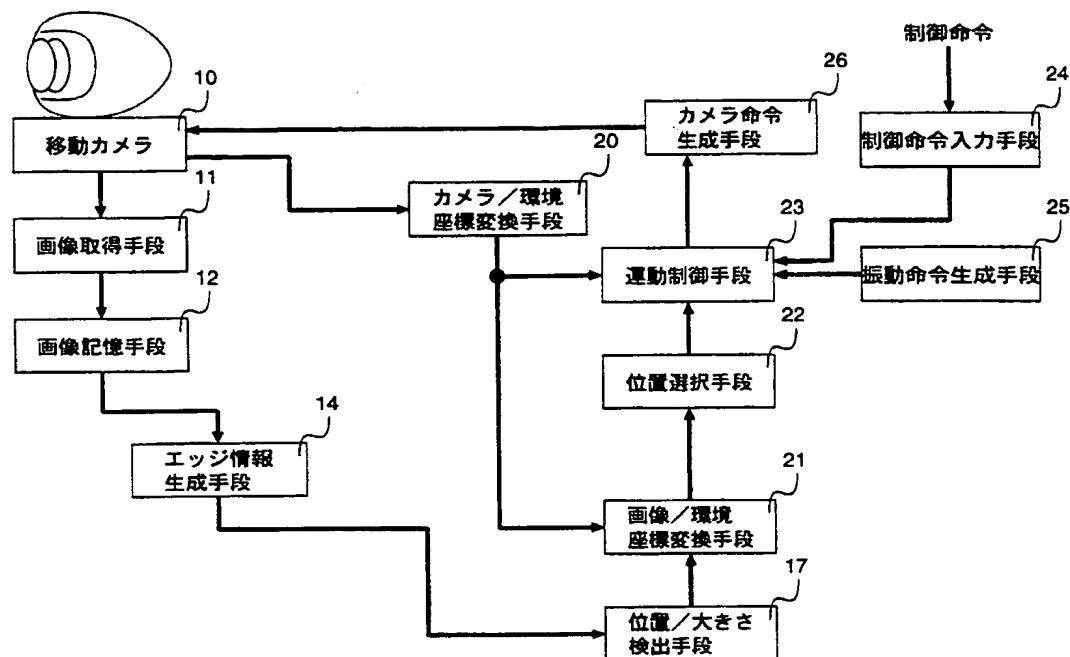 制御命令
10
移動カメラ
26
カメラ命令
生成手段
24
制御命令入力手段
20
カメラ/環境
座標変換手段
11
画像取得手段
23
運動制御手段
25
振動命令生成手段
12
画像記憶手段
22
位置選択手段
14
エッジ情報
生成手段
21
画像/環境
座標変換手段
17
位置/大きさ
検出手段